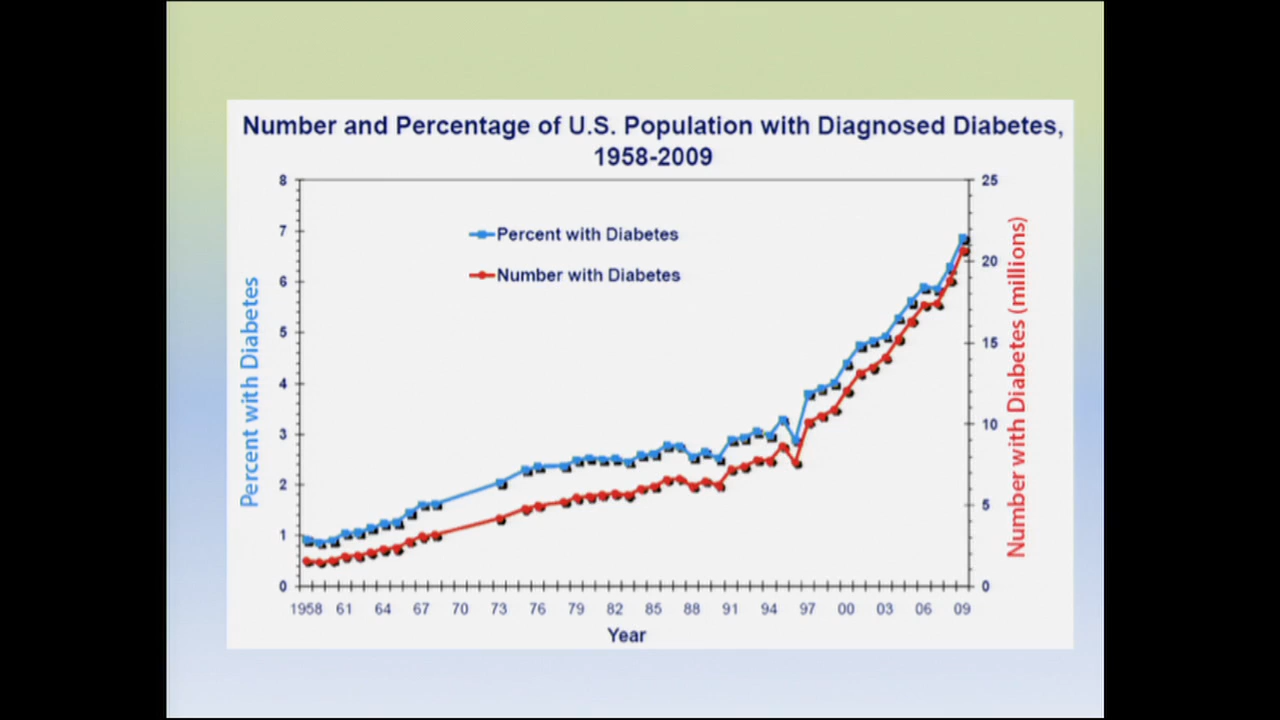 Number and Percentage of U.S. Population with Diagnosed Diabetes,
1958-2009
8
7
6
5
4
3
2
1
0
Percent with Diabetes
Percent with Diabetes
Number with Diabetes
25
20
15
10
5
0
Number with Diabetes (millions)
1958 61 64 67 70 73 76 79 82 85 88 91 94 97 00 03 06 09
Year